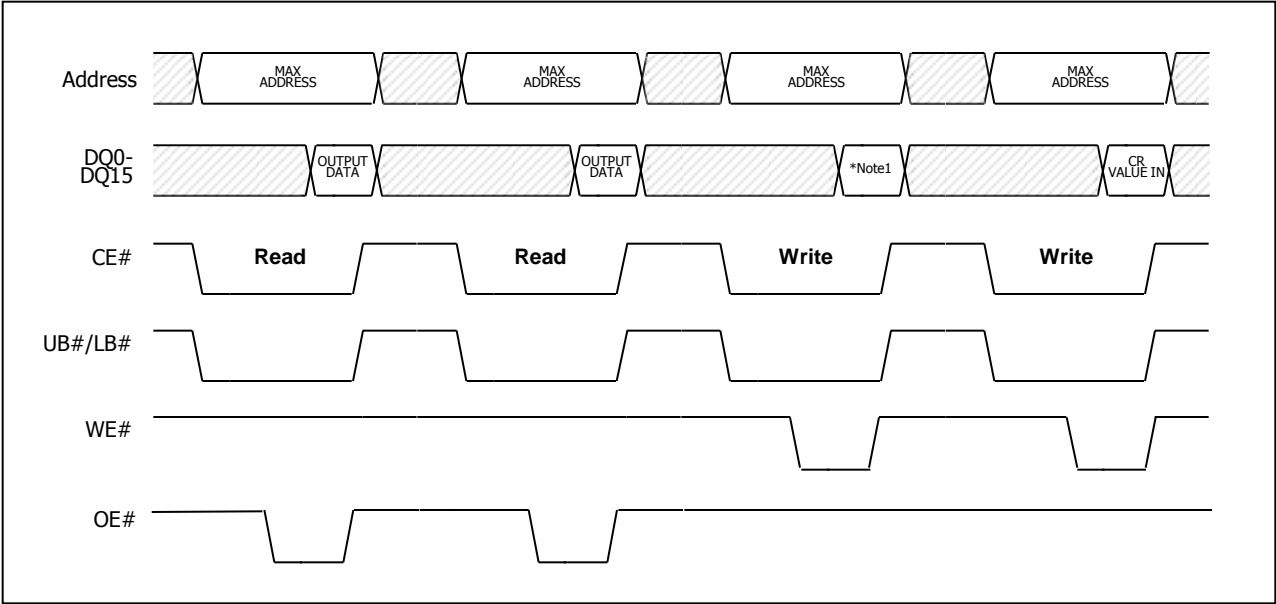 Address
MAX
ADDRESS
MAX
ADDRESS
MAX
ADDRESS
MAX
ADDRESS
DQ0-
DQ15
OUTPUT
DATA
OUTPUT
DATA
*Note1
CR
VALUE IN
CE#
Read
Read
Write
Write
UB#/LB#
WE#
OE#